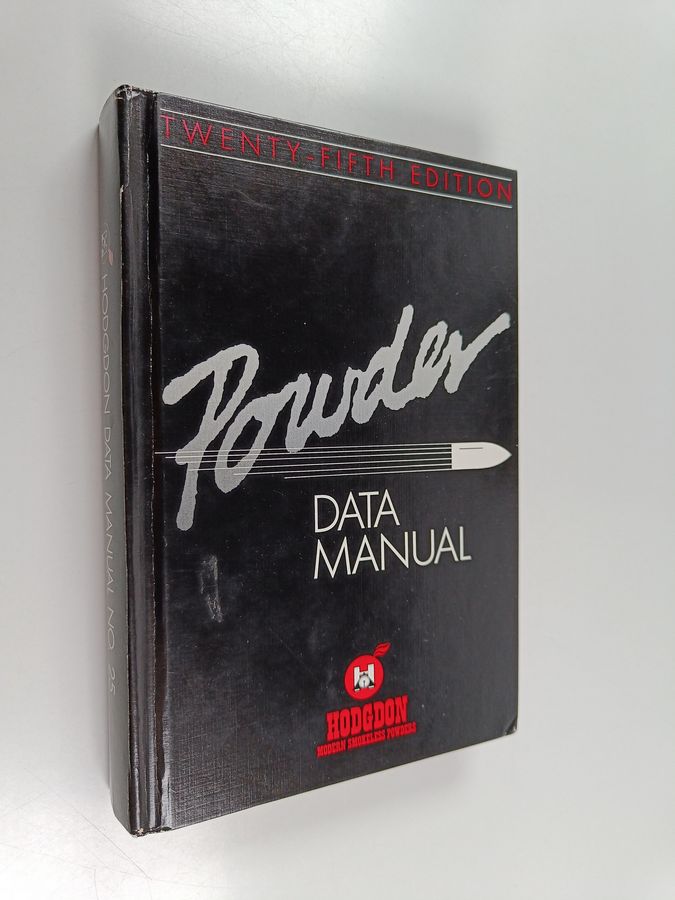 TWENTY-FIFTH EDITION
Powder
DATA
MANUAL
HODGDON
MODERN SMOKELESS POWDERS
HODGDON DATA MANUAL NO. 25